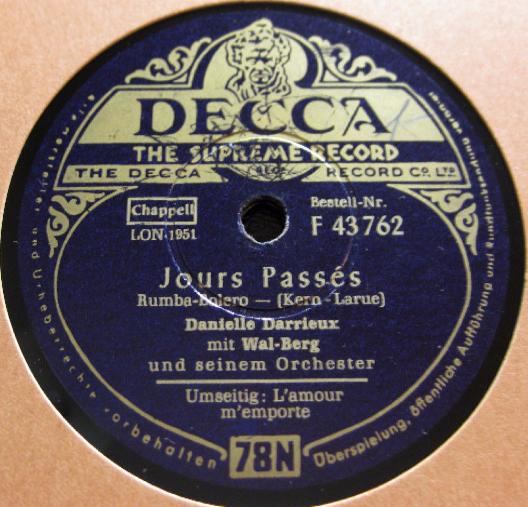 DECCA
THE SUPREME RECORD
THE DECCA RECORD CO. LTD
Chappell
LON-1951
Bestell-Nr.
F 43762
Jours Passés
Rumba-Bolero — (Kern-Larue)
Danielle Darrieux
mit Wal-Berg
und seinem Orchester
Umseitig: L'amour
m'emporte
78N
und Urheberrechte vorbehalten
Überspielung, öffentliche Aufführung und